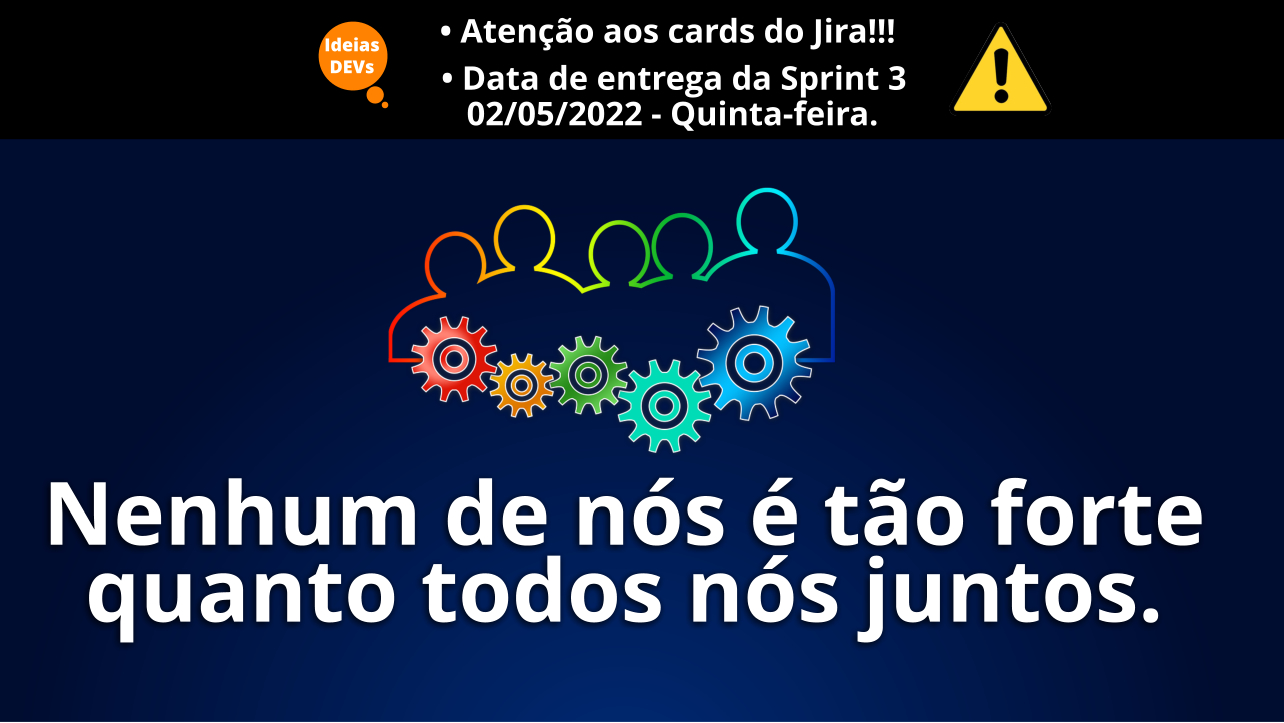 Ideias
DEVs
• Atenção aos cards do Jira!!!
• Data de entrega da Sprint 3
02/05/2022 - Quinta-feira.
Nenhum de nós é tão forte
quanto todos nós juntos.